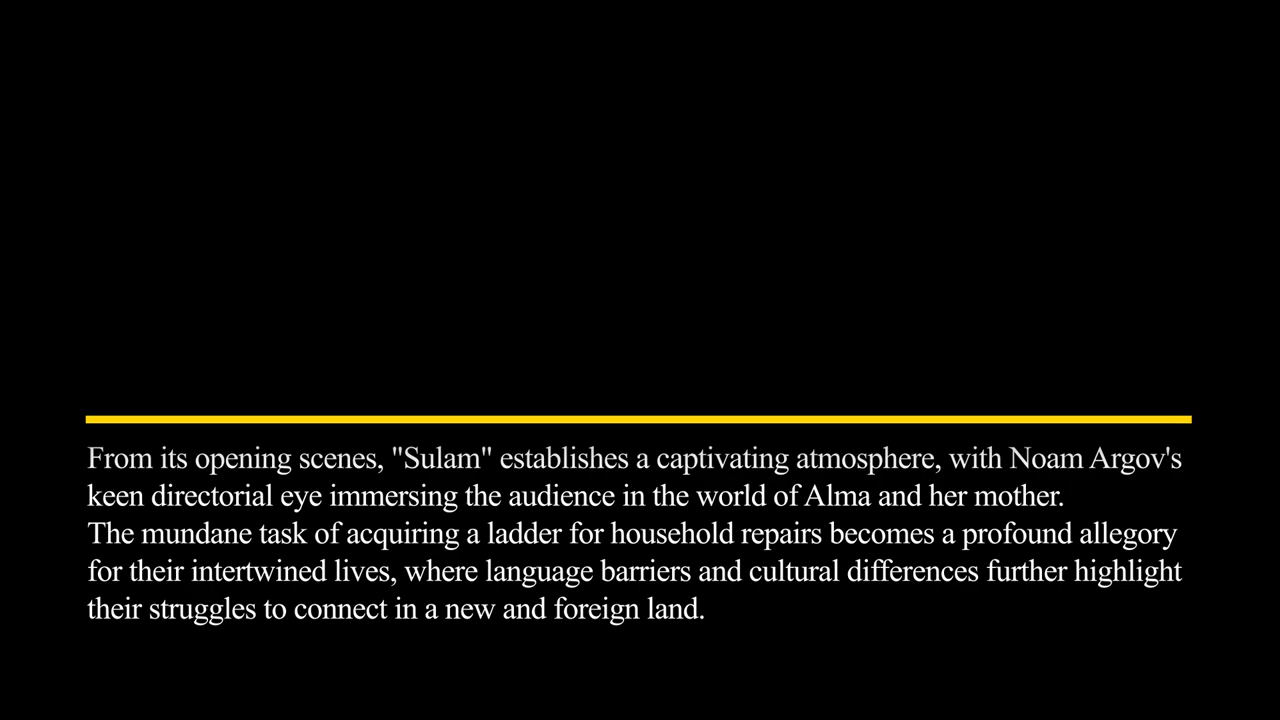 From its opening scenes, "Sulam" establishes a captivating atmosphere, with Noam Argov's
keen directorial eye immersing the audience in the world of Alma and her mother.
The mundane task of acquiring a ladder for household repairs becomes a profound allegory
for their intertwined lives, where language barriers and cultural differences further highlight
their struggles to connect in a new and foreign land.